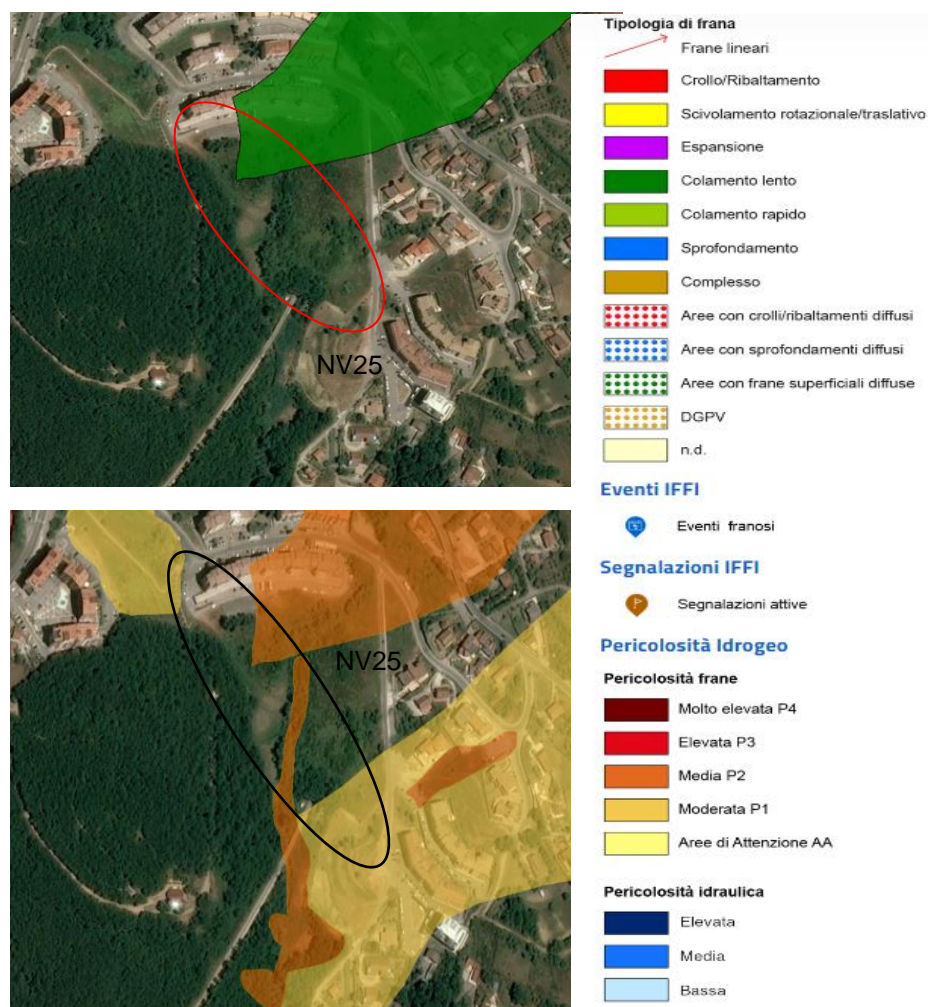 Tipologia di frana
Frane lineari
Crollo/Ribaltamento
Scivolamento rotazionale/traslativo
Espansione
Colamento lento
Colamento rapido
Sprofondamento
Complesso
Aree con crolli/ribaltamenti diffusi
Aree con sprofondamenti diffusi
Aree con frane superficiali diffuse
DGPV
n.d.
Eventi IFFI
Eventi franosi
Segnalazioni IFFI
Segnalazioni attive
Pericolosità Idrogeo
Pericolosità frane
Molto elevata P4
Elevata P3
Media P2
Moderata P1
Aree di Attenzione AA
Pericolosità idraulica
Elevata
Media
Bassa
NV25
NV25